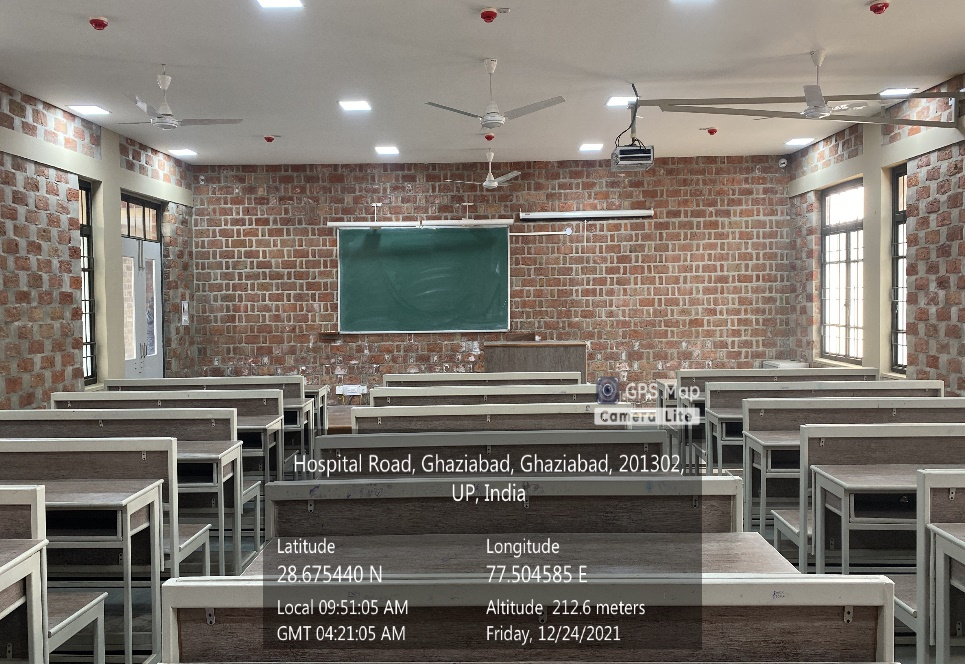 GPS Map
Camera Lite
Hospital Road, Ghaziabad, Ghaziabad, 201302,
UP, India
Latitude
Longitude
28.675440 N
77.504585 E
Local 09:51:05 AM
Altitude 212.6 meters
GMT 04:21:05 AM
Friday, 12/24/2021